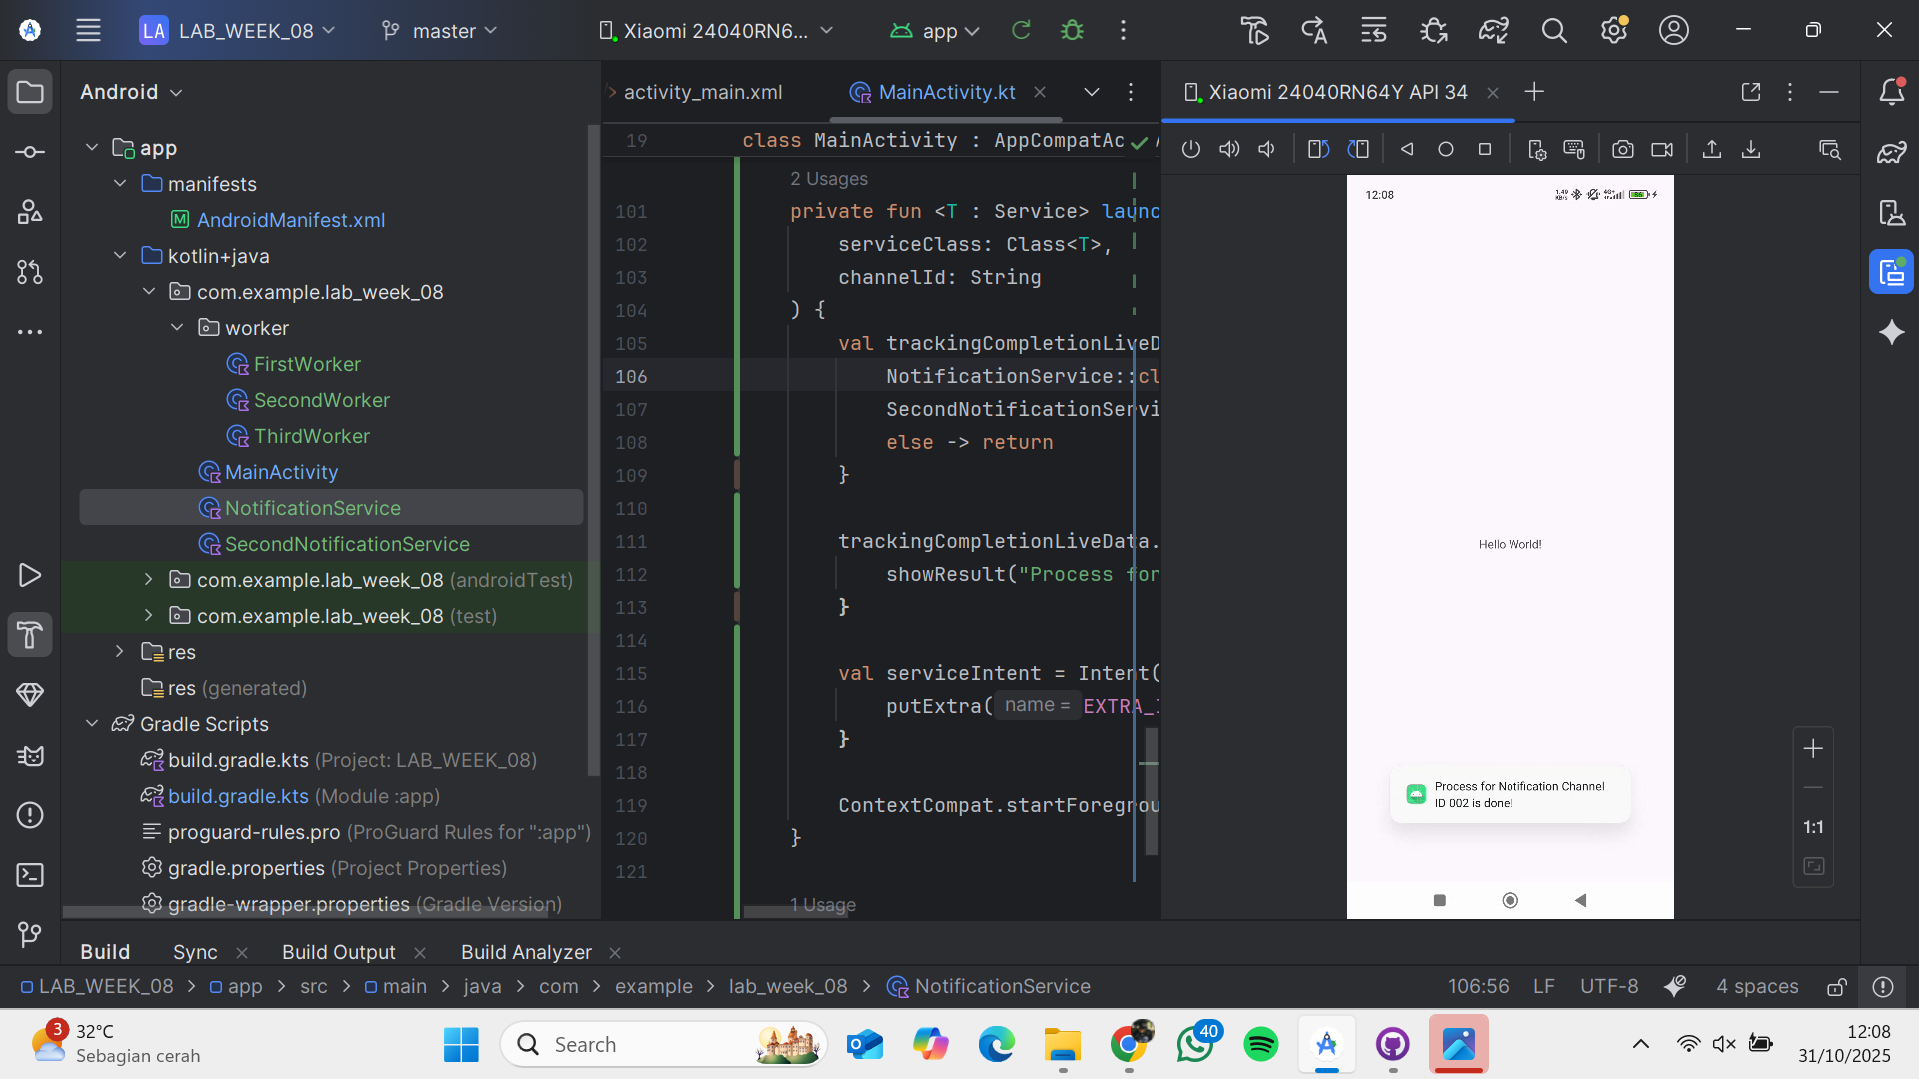 LA LAB_WEEK_08 master Xiaomi 24040RN6... app
Android
app
manifests
AndroidManifest.xml
kotlin+java
com.example.lab_week_08
worker
FirstWorker
SecondWorker
ThirdWorker
MainActivity
NotificationService
SecondNotificationService
com.example.lab_week_08 (androidTest)
com.example.lab_week_08 (test)
res
res (generated)
Gradle Scripts
build.gradle.kts (Project: LAB_WEEK_08)
build.gradle.kts (Module :app)
proguard-rules.pro (ProGuard Rules for ":app")
gradle.properties (Project Properties)
gradle-wrapper.properties (Gradle Version)
activity_main.xml MainActivity.kt
19 class MainActivity : AppCompatAc
2 Usages
101 private fun <T : Service> launc
102 serviceClass: Class<T>,
103 channelId: String
104 ) {
105 val trackingCompletionLiveD
106 NotificationService::cl
107 SecondNotificationServi
108 else -> return
109 }
110
111 trackingCompletionLiveData.
112 showResult("Process for
113 }
114
115 val serviceIntent = Intent(
116 putExtra( name = EXTRA_I
117 }
118
119 ContextCompat.startForegrou
120 }
121
1 Usage
Xiaomi 24040RN64Y API 34
12:08
Hello World!
Process for Notification Channel
ID 002 is done!
1:1
Build Sync Build Output Build Analyzer
LAB_WEEK_08 > app > src > main > java > com > example > lab_week_08 > NotificationService
106:56 LF UTF-8 4 spaces
3
32°C
Sebagian cerah
Search
40
12:08
31/10/2025